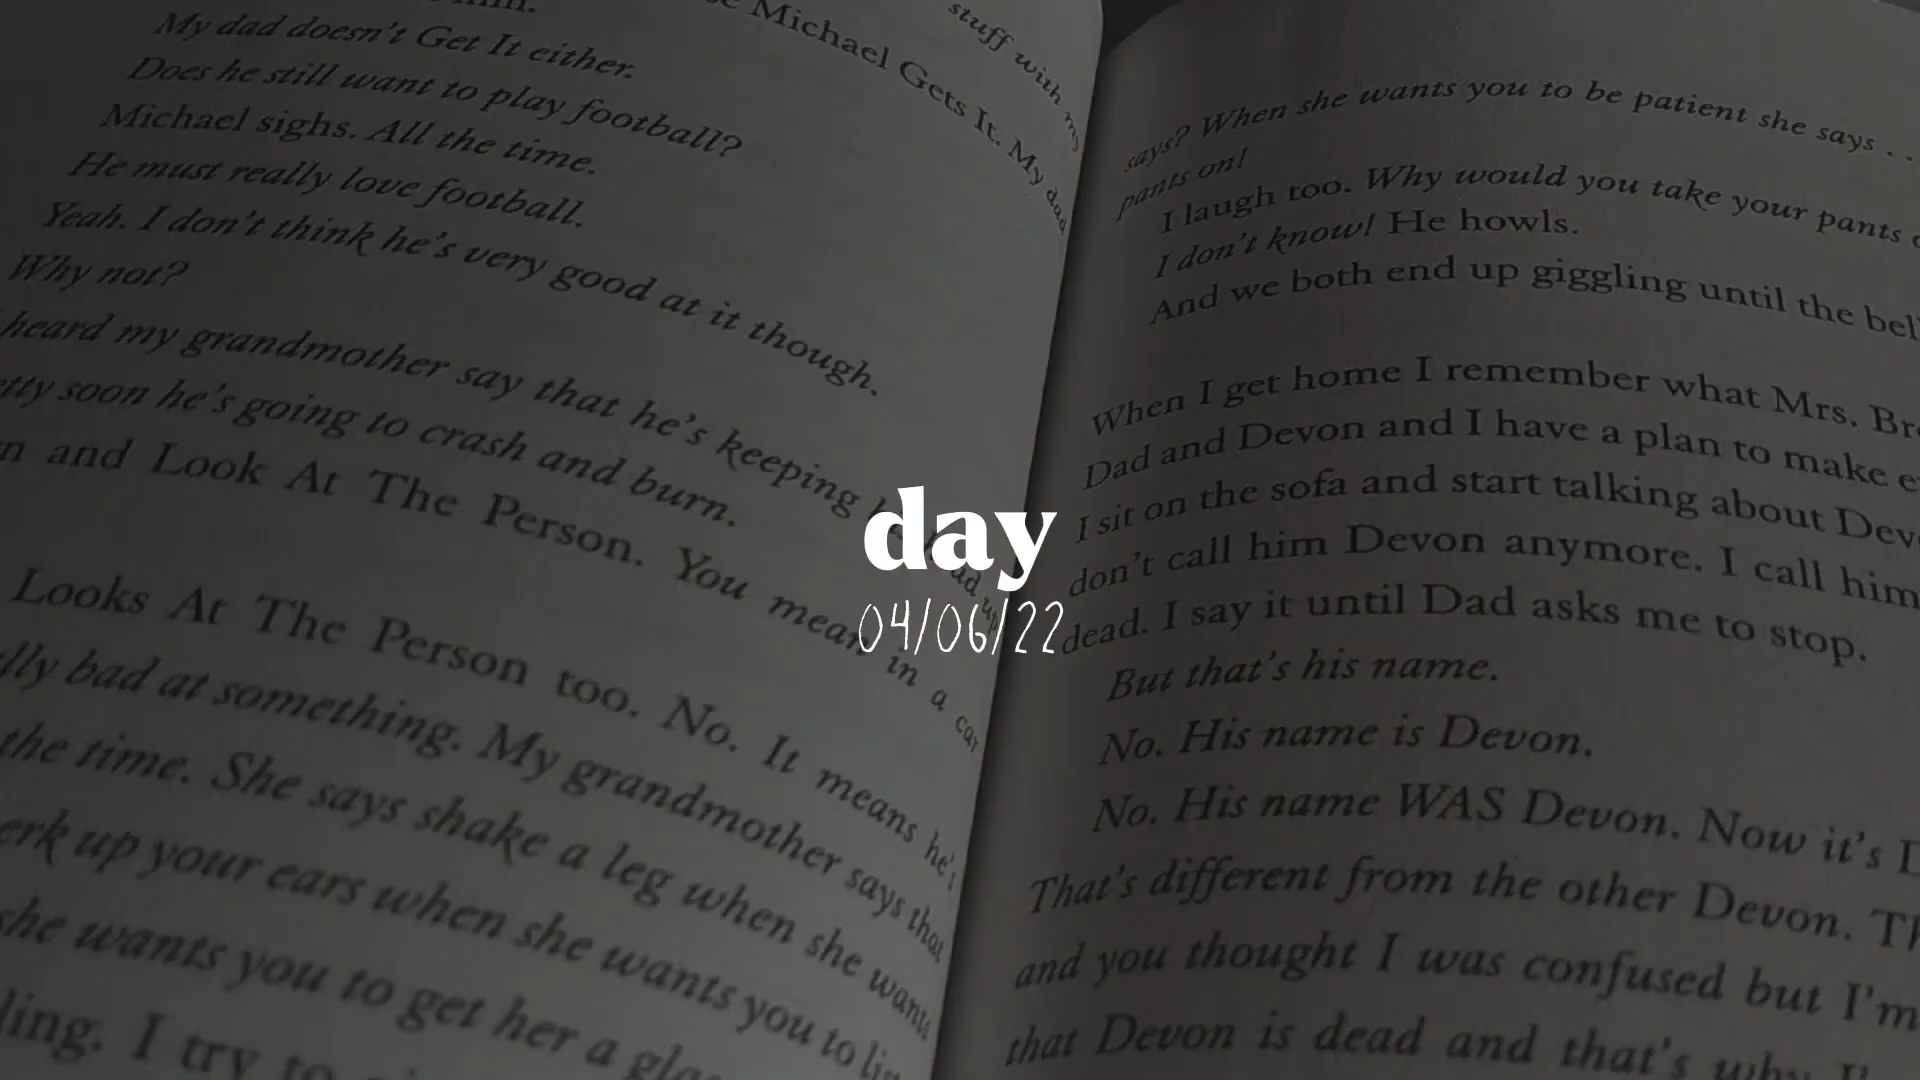 My dad doesn't Get It either.
Does he still want to play football?
Michael sighs. All the time.
He must really love football.
Yeah. I don't think he's very good at it though.
Why not?
heard my grandmother say that he's keeping
soon he's going to crash and burn.
and Look At The Person. You mean in a car
Looks At The Person too. No. It means he's
bad at something. My grandmother says that
the time. She says shake a leg when she wants
up your ears when she wants you to
she wants you to get her a
I try to
Michael Gets It. My dad
stuff with my
says? When she wants you to be patient she says . .
pants on!
I laugh too. Why would you take your pants
I don't know! He howls.
And we both end up giggling until the
When I get home I remember what Mrs.
Dad and Devon and I have a plan to make
I sit on the sofa and start talking about
don't call him Devon anymore. I call him
dead. I say it until Dad asks me to stop.
But that's his name.
No. His name is Devon.
No. His name WAS Devon. Now it's
That's different from the other Devon.
and you thought I was confused but I'm
that Devon is dead and that's why
day
04/06/22